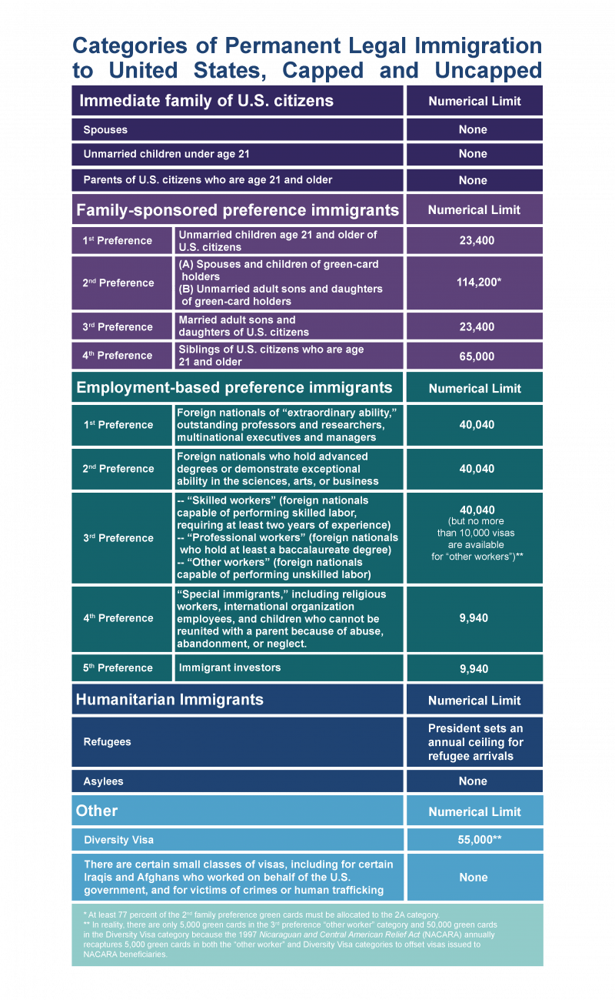 Categories of Permanent Legal Immigration
to United States, Capped and Uncapped
Immediate family of U.S. citizens
Numerical Limit
Spouses
None
Unmarried children under age 21
None
Parents of U.S. citizens who are age 21 and older
None
Family-sponsored preference immigrants
Numerical Limit
1st Preference
Unmarried children age 21 and older of
U.S. citizens
23,400
2nd Preference
(A) Spouses and children of green-card
holders
(B) Unmarried adult sons and daughters
of green-card holders
114,200*
3rd Preference
Married adult sons and
daughters of U.S. citizens
23,400
4th Preference
Siblings of U.S. citizens who are age
21 and older
65,000
Employment-based preference immigrants
Numerical Limit
1st Preference
Foreign nationals of “extraordinary ability,”
outstanding professors and researchers,
multinational executives and managers
40,040
2nd Preference
Foreign nationals who hold advanced
degrees or demonstrate exceptional
ability in the sciences, arts, or business
40,040
3rd Preference
-- “Skilled workers” (foreign nationals
capable of performing skilled labor,
requiring at least two years of experience)
-- “Professional workers” (foreign nationals
who hold at least a baccalaureate degree)
-- “Other workers” (foreign nationals
capable of performing unskilled labor)
40,040
(but no more
than 10,000 visas
are available
for “other workers”)**
4th Preference
“Special immigrants,” including religious
workers, international organization
employees, and children who cannot be
reunited with a parent because of abuse,
abandonment, or neglect.
9,940
5th Preference
Immigrant investors
9,940
Humanitarian Immigrants
Numerical Limit
Refugees
President sets an
annual ceiling for
refugee arrivals
Asylees
None
Other
Numerical Limit
Diversity Visa
55,000**
There are certain small classes of visas, including for certain
Iraqis and Afghans who worked on behalf of the U.S.
government, and for victims of crimes or human trafficking
None
* At least 77 percent of the 2nd family preference green cards must be allocated to the 2A category.
** In reality, there are only 5,000 green cards in the 3rd preference “other worker” category and 50,000 green cards
in the Diversity Visa category because the 1997 Nicaraguan and Central American Relief Act (NACARA) annually
recaptures 5,000 green cards in both the “other worker” and Diversity Visa categories to offset visas issued to
NACARA beneficiaries.